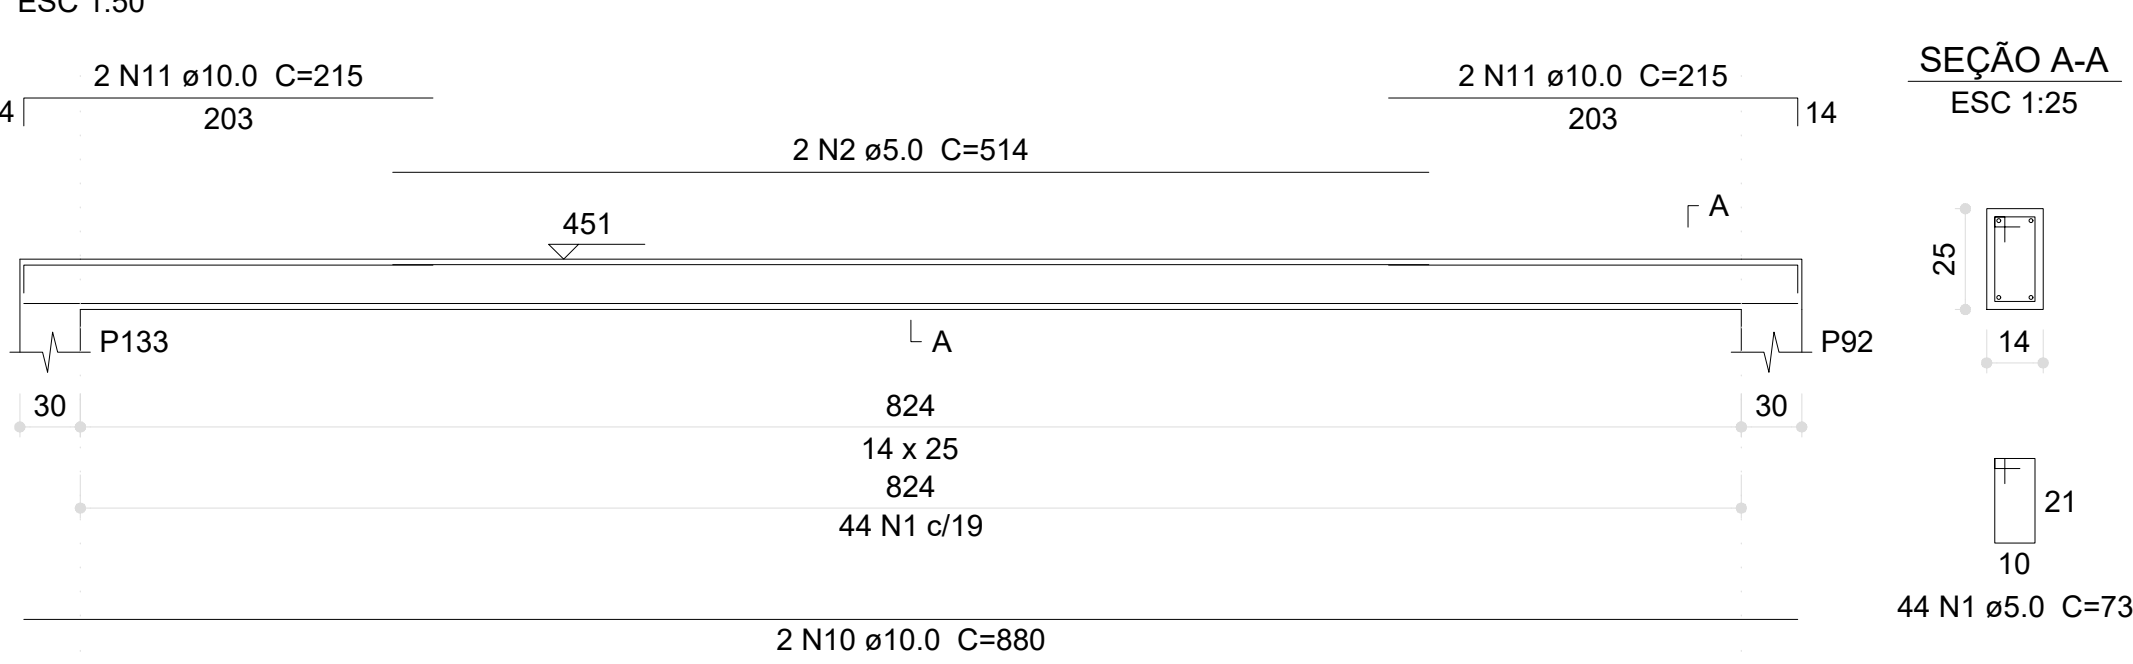 ESC 1:50
2 N11 ø10.0 C=215
2 N11 ø10.0 C=215
SEÇÃO A-A
ESC 1:25
4
203
203
14
2 N2 ø5.0 C=514
451
A
25
A
P133
P92
14
30
824
30
14 x 25
824
44 N1 c/19
21
10
44 N1 ø5.0 C=73
2 N10 ø10.0 C=880